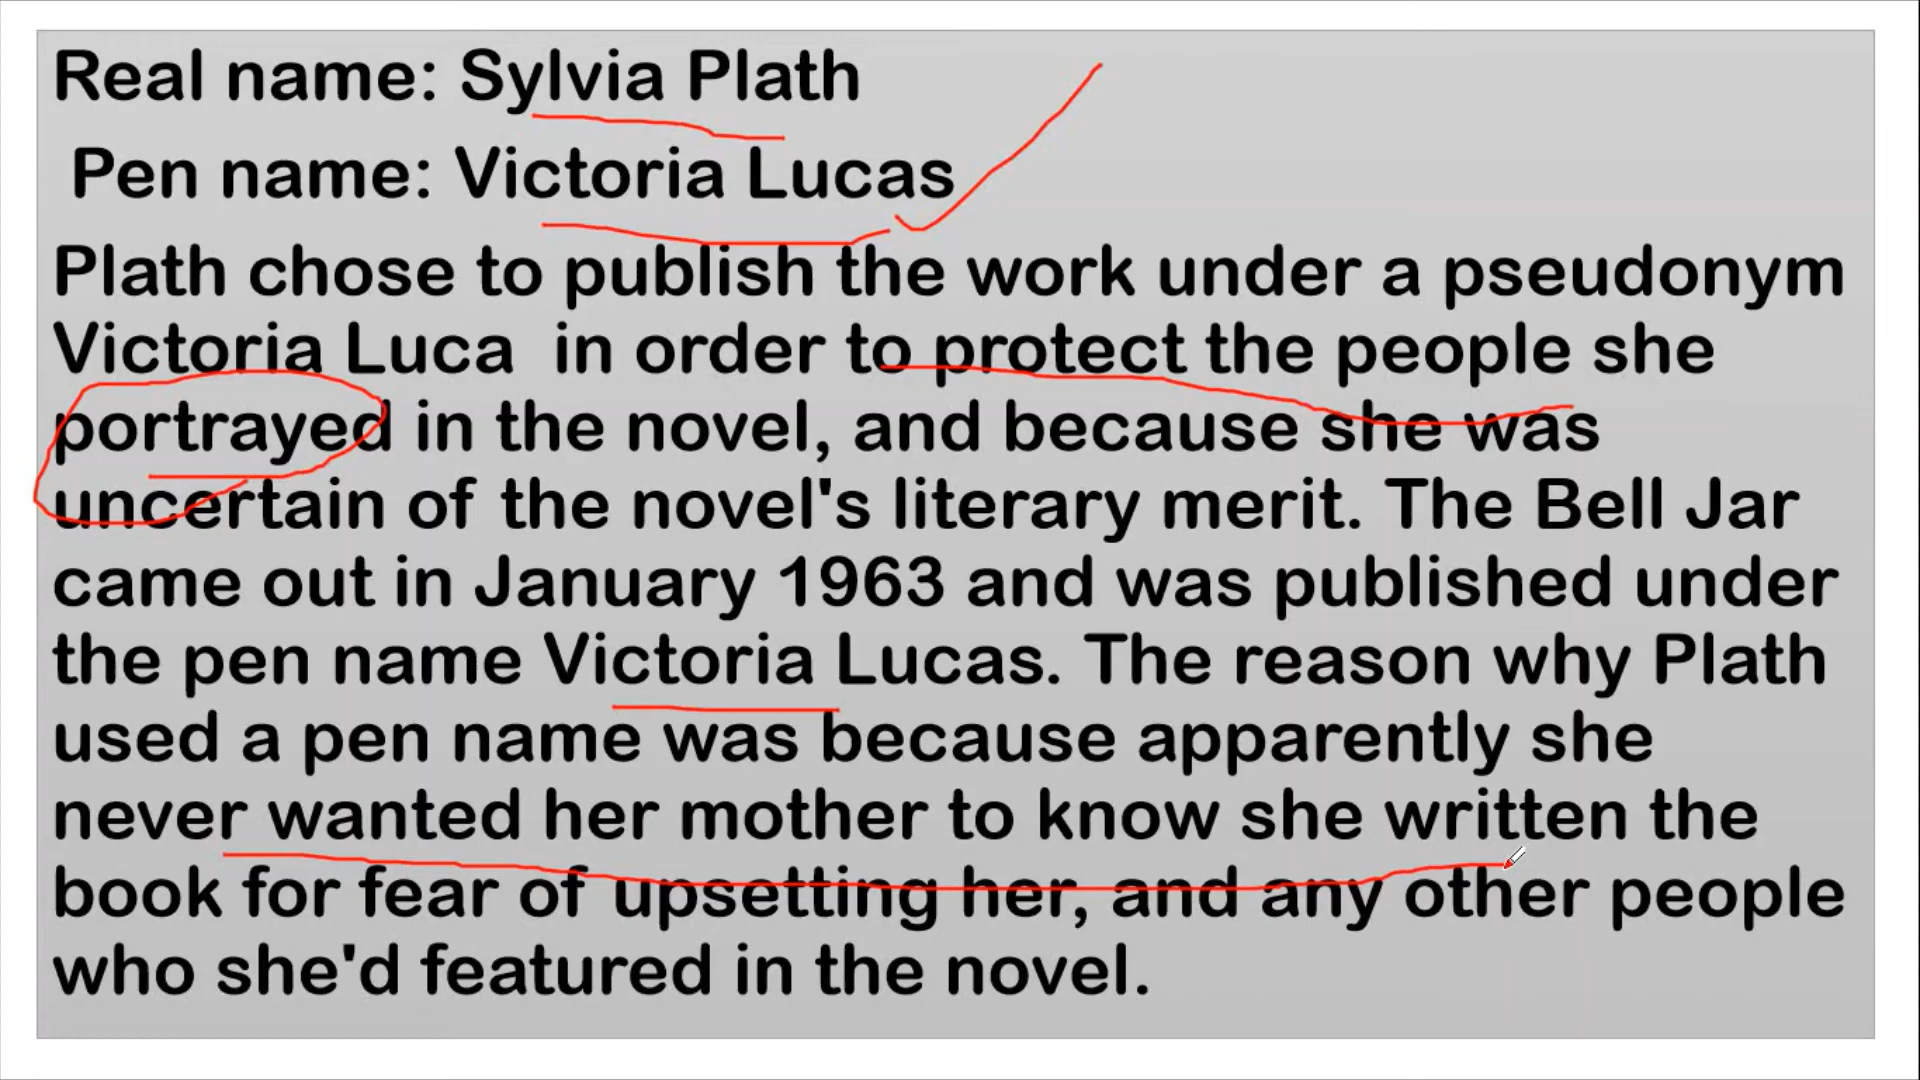 Real name: Sylvia Plath
Pen name: Victoria Lucas
Plath chose to publish the work under a pseudonym
Victoria Luca  in order to protect the people she
portrayed in the novel, and because she was
uncertain of the novel's literary merit. The Bell Jar
came out in January 1963 and was published under
the pen name Victoria Lucas. The reason why Plath
used a pen name was because apparently she
never wanted her mother to know she written the
book for fear of upsetting her, and any other people
who she'd featured in the novel.